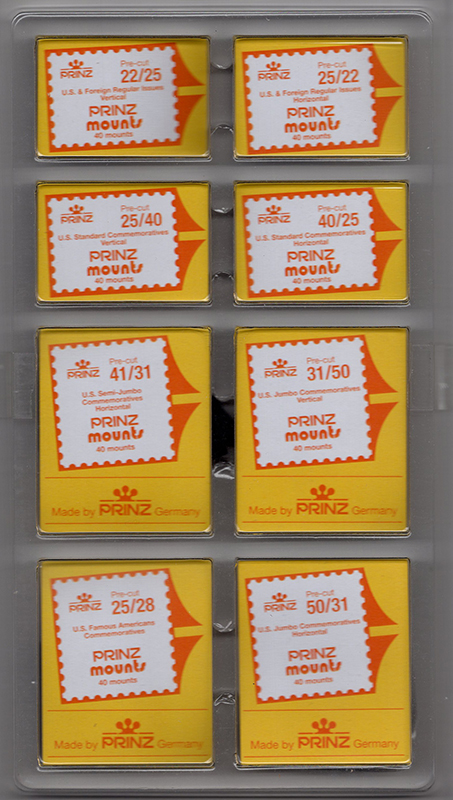 PRINZ
Pre-cut
22/25
U.S. & Foreign Regular Issues
Vertical
PRINZ
mounts
40 mounts
PRINZ
Pre-cut
25/22
U.S. & Foreign Regular Issues
Horizontal
PRINZ
mounts
40 mounts
PRINZ
Pre-cut
25/40
U.S. Standard Commemoratives
Vertical
PRINZ
mounts
40 mounts
PRINZ
Pre-cut
40/25
U.S. Standard Commemoratives
Horizontal
PRINZ
mounts
40 mounts
PRINZ
Pre-cut
41/31
U.S. Semi-Jumbo
Commemoratives
Horizontal
PRINZ
mounts
40 mounts
Made by PRINZ Germany
PRINZ
Pre-cut
31/50
U.S. Jumbo Commemoratives
Vertical
PRINZ
mounts
40 mounts
Made by PRINZ Germany
PRINZ
Pre-cut
25/28
U.S. Famous Americans
Commemoratives
PRINZ
mounts
40 mounts
Made by PRINZ Germany
PRINZ
Pre-cut
50/31
U.S. Jumbo Commemoratives
Horizontal
PRINZ
mounts
40 mounts
Made by PRINZ Germany